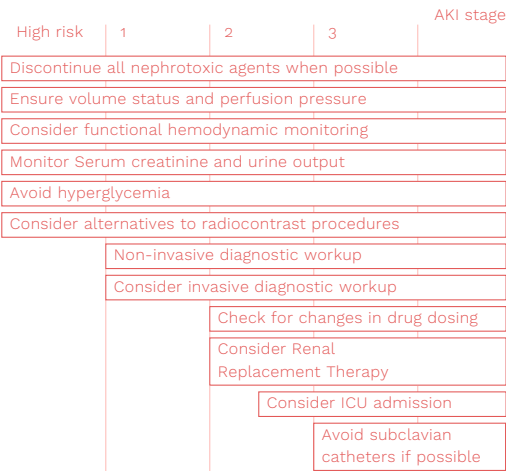 AKI stage
High risk 1 2 3
Discontinue all nephrotoxic agents when possible
Ensure volume status and perfusion pressure
Consider functional hemodynamic monitoring
Monitor Serum creatinine and urine output
Avoid hyperglycemia
Consider alternatives to radiocontrast procedures
Non-invasive diagnostic workup
Consider invasive diagnostic workup
Check for changes in drug dosing
Consider Renal
Replacement Therapy
Consider ICU admission
Avoid subclavian
catheters if possible